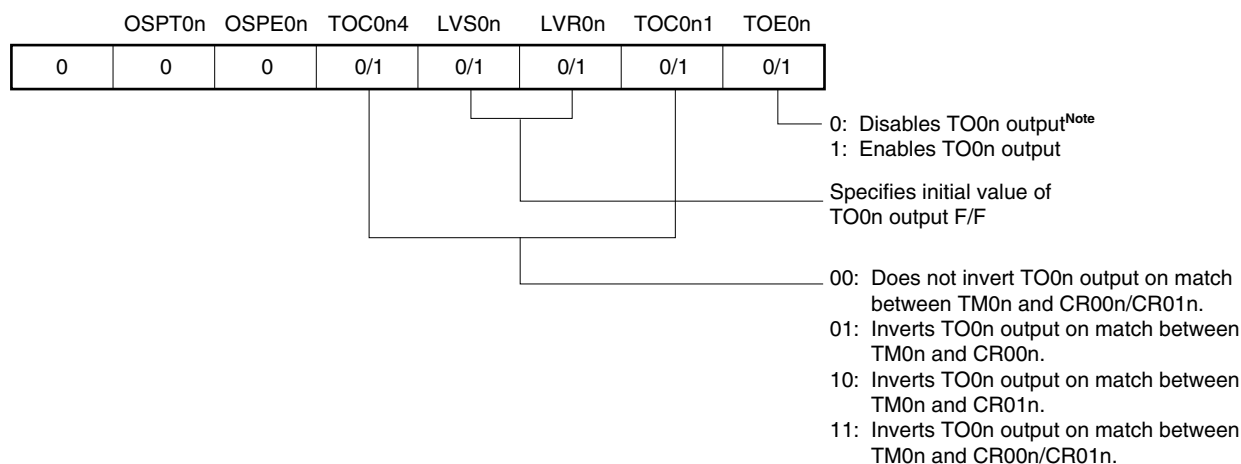 OSPT0n OSPE0n TOC0n4 LVS0n LVR0n TOC0n1 TOE0n
0 0 0 0/1 0/1 0/1 0/1 0/1
0: Disables TO0n outputNote
1: Enables TO0n output
Specifies initial value of
TO0n output F/F
00: Does not invert TO0n output on match
between TM0n and CR00n/CR01n.
01: Inverts TO0n output on match between
TM0n and CR00n.
10: Inverts TO0n output on match between
TM0n and CR01n.
11: Inverts TO0n output on match between
TM0n and CR00n/CR01n.